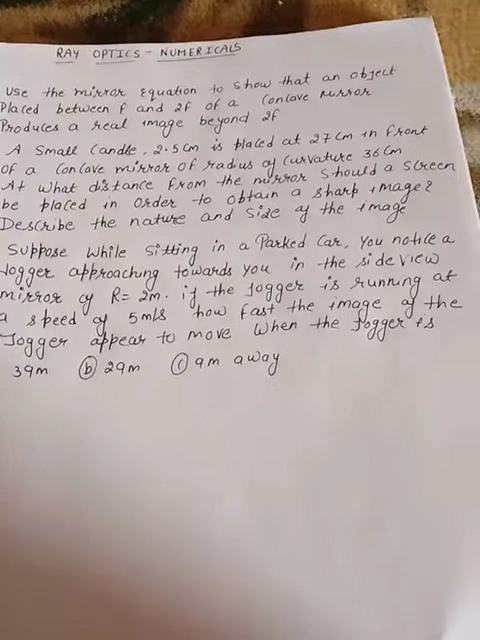 RAY OPTICS - NUMERICALS
Use the mirror Equation to show that an object
Placed between f and 2f of a Concave mirror
Produces a real image beyond 2f
A Small Candle, 2.5cm is placed at 27cm in front
of a Concave mirror of radius of Curvature 36cm
At what distance from the mirror should a screen
be placed in order to obtain a sharp image?
Describe the nature and size of the image
Suppose While Sitting in a Parked Car, You notice a
Jogger approaching towards you in the side view
mirror of R=2m. if the Jogger is running at
a speed of 5m/s how fast the image of the
Jogger appear to move when the Jogger is
39m (b) 29m (c) 9m away